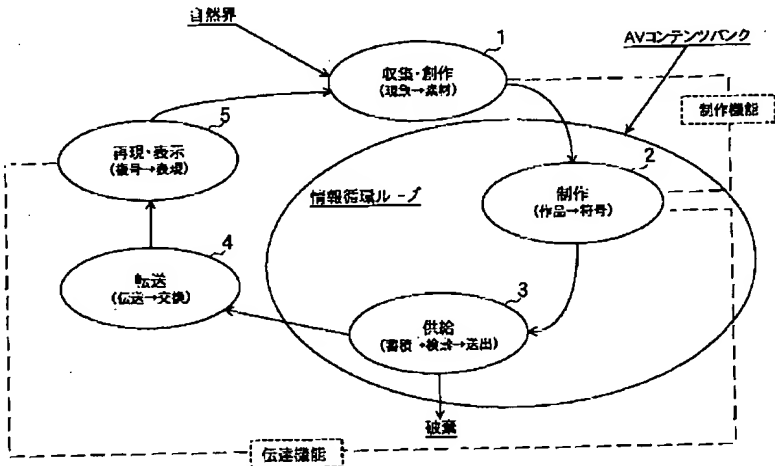 自然界
1
収集・創作
(現象→素材)
AVコンテンツバンク
制作機能
5
再現・表示
(復号→表現)
2
制作
(作品→符号)
情報循環ループ
4
転送
(伝送→交換)
3
供給
(蓄積→検索→送出)
破棄
伝達機能